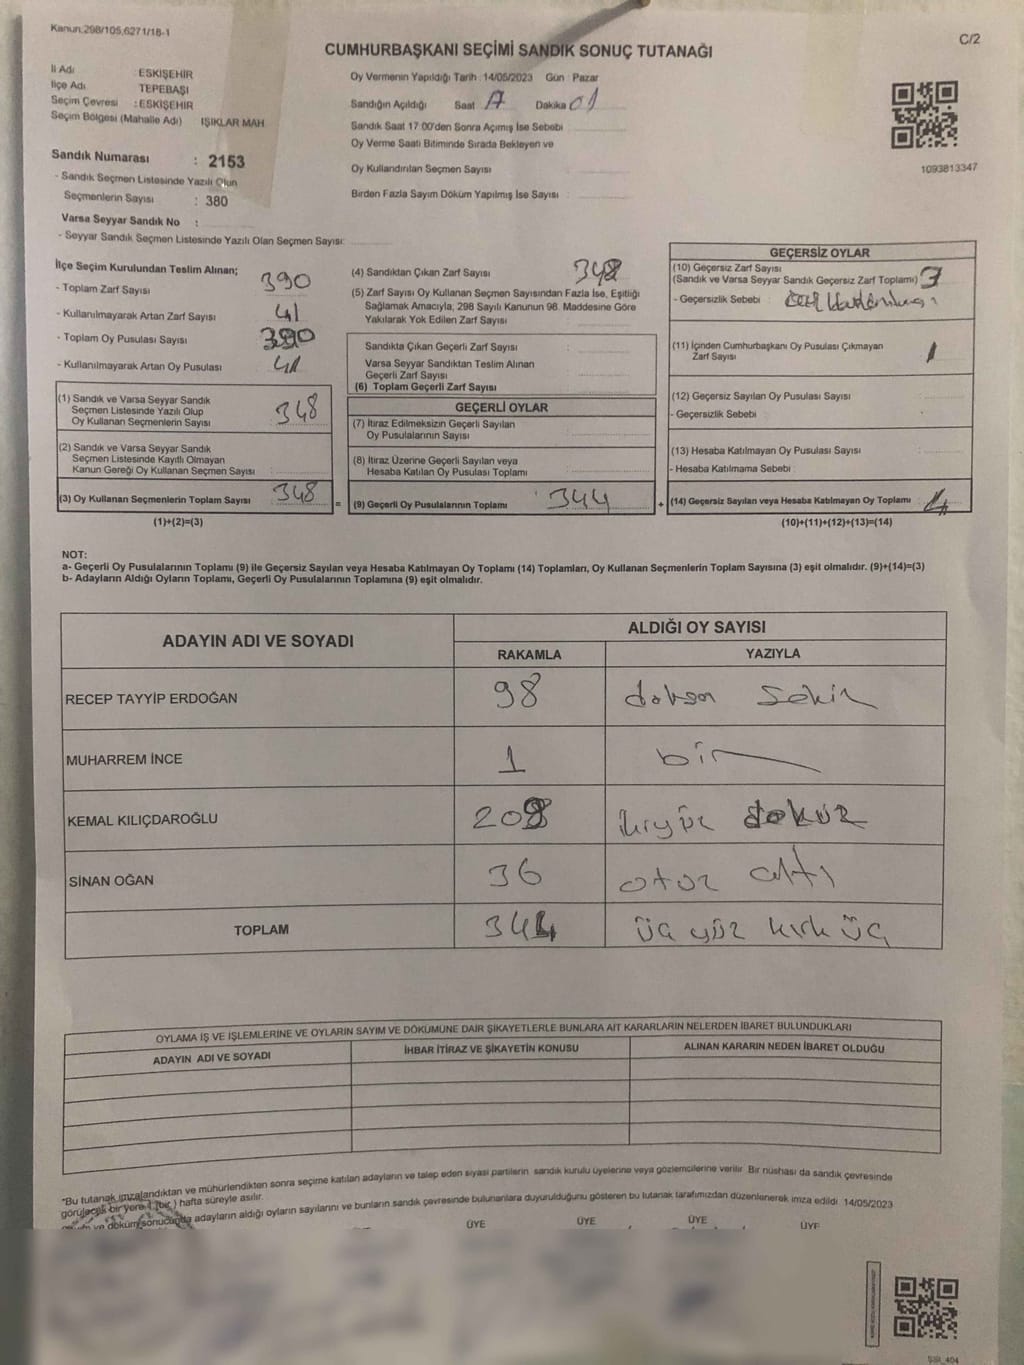 Kanun:298/105,6271/18-1
C/2
CUMHURBAŞKANI SEÇİMİ SANDIK SONUÇ TUTANAĞI
İl Adı : ESKİŞEHİR
İlçe Adı TEPEBAŞI
Seçim Çevresi : ESKİŞEHİR
Seçim Bölgesi (Mahalle Adı) IŞIKLAR MAH
Sandık Numarası : 2153
- Sandık Seçmen Listesinde Yazılı Olun
Seçmenlerin Sayısı : 380
Varsa Seyyar Sandık No :
- Seyyar Sandık Seçmen Listesinde Yazılı Olan Seçmen Sayısı:
Oy Vermenin Yapıldığı Tarih : 14/05/2023 Gün : Pazar
Sandığın Açıldığı Saat Dakika 01
Sandık Saat 17:00'den Sonra Açımış İse Sebebi :
Oy Verme Saati Bitiminde Sırada Bekleyen ve
Oy Kullandırılan Seçmen Sayısı
Birden Fazla Sayım Döküm Yapılmış İse Sayısı :
1093813347
İlçe Seçim Kurulundan Teslim Alınan;
- Toplam Zarf Sayısı 390
- Kullanılmayarak Artan Zarf Sayısı 41
- Toplam Oy Pusulası Sayısı 390
- Kullanılmayarak Artan Oy Pusulası 41
(1) Sandık ve Varsa Seyyar Sandık
Seçmen Listesinde Yazılı Olup
Oy Kullanan Seçmenlerin Sayısı 348
(2) Sandık ve Varsa Seyyar Sandık
Seçmen Listesinde Kayıtlı Olmayan
Kanun Gereği Oy Kullanan Seçmen Sayısı
(3) Oy Kullanan Seçmenlerin Toplam Sayısı 348 =
(1)+(2)=(3)
(4) Sandıktan Çıkan Zarf Sayısı 348
(5) Zarf Sayısı Oy Kullanan Seçmen Sayısından Fazla İse, Eşitliği
Sağlamak Amacıyla, 298 Sayılı Kanunun 98. Maddesine Göre
Yakılarak Yok Edilen Zarf Sayısı :
Sandıkta Çıkan Geçerli Zarf Sayısı :
Varsa Seyyar Sandıktan Teslim Alınan
Geçerli Zarf Sayısı :
(6) Toplam Geçerli Zarf Sayısı
GEÇERLİ OYLAR
(7) İtiraz Edilmeksizin Geçerli Sayılan
Oy Pusulalarının Sayısı :
(8) İtiraz Üzerine Geçerli Sayılan veya
Hesaba Katılan Oy Pusulası Toplamı :
(9) Geçerli Oy Pusulalarının Toplamı 344 +
GEÇERSİZ OYLAR
(10) Geçersiz Zarf Sayısı
(Sandık ve Varsa Seyyar Sandık Geçersiz Zarf Toplamı) 3
- Geçersizlik Sebebi :
(11) İçinden Cumhurbaşkanı Oy Pusulası Çıkmayan
Zarf Sayısı 1
(12) Geçersiz Sayılan Oy Pusulası Sayısı :
- Geçersizlik Sebebi :
(13) Hesaba Katılmayan Oy Pusulası Sayısı :
- Hesaba Katılmama Sebebi :
(14) Geçersiz Sayılan veya Hesaba Katılmayan Oy Toplamı : 4
(10)+(11)+(12)+(13)=(14)
NOT:
a- Geçerli Oy Pusulalarının Toplamı (9) ile Geçersiz Sayılan veya Hesaba Katılmayan Oy Toplamı (14) Toplamları, Oy Kullanan Seçmenlerin Toplam Sayısına (3) eşit olmalıdır. (9)+(14)=(3)
b- Adayların Aldığı Oyların Toplamı, Geçerli Oy Pusulalarının Toplamına (9) eşit olmalıdır.
ADAYIN ADI VE SOYADI ALDIĞI OY SAYISI
RAKAMLA YAZIYLA
RECEP TAYYİP ERDOĞAN 98 doksan Sekiz
MUHARREM İNCE 1 bir
KEMAL KILIÇDAROĞLU ikiyüz dokuz
SİNAN OĞAN 36 otuz altı
TOPLAM 344 üç yüz kırk üç
OYLAMA İŞ VE İŞLEMLERİNE VE OYLARIN SAYIM VE DÖKÜMÜNE DAİR ŞİKAYETLERLE BUNLARA AİT KARARLARIN NELERDEN İBARET BULUNDUKLARI
ADAYIN ADI VE SOYADI İHBAR İTİRAZ VE ŞİKAYETİN KONUSU ALINAN KARARIN NEDEN İBARET OLDUĞU
*Bu tutanak imzalandıktan ve mühürlendikten sonra seçime katılan adayların ve talep eden siyasi partilerin sandık kurulu üyelerine veya gözlemcilerine verilir. Bir nüshası da sandık çevresinde
görülecek bir yere 1 (bir) hafta süreyle asılır.
ve döküm sonucunda adayların aldığı oyların sayılarını ve bunların sandık çevresinde bulunanlara duyurulduğunu gösteren bu tutanak tarafımızdan düzenlenerek imza edildi. 14/05/2023
ÜYE ÜYE ÜYE ÜYE